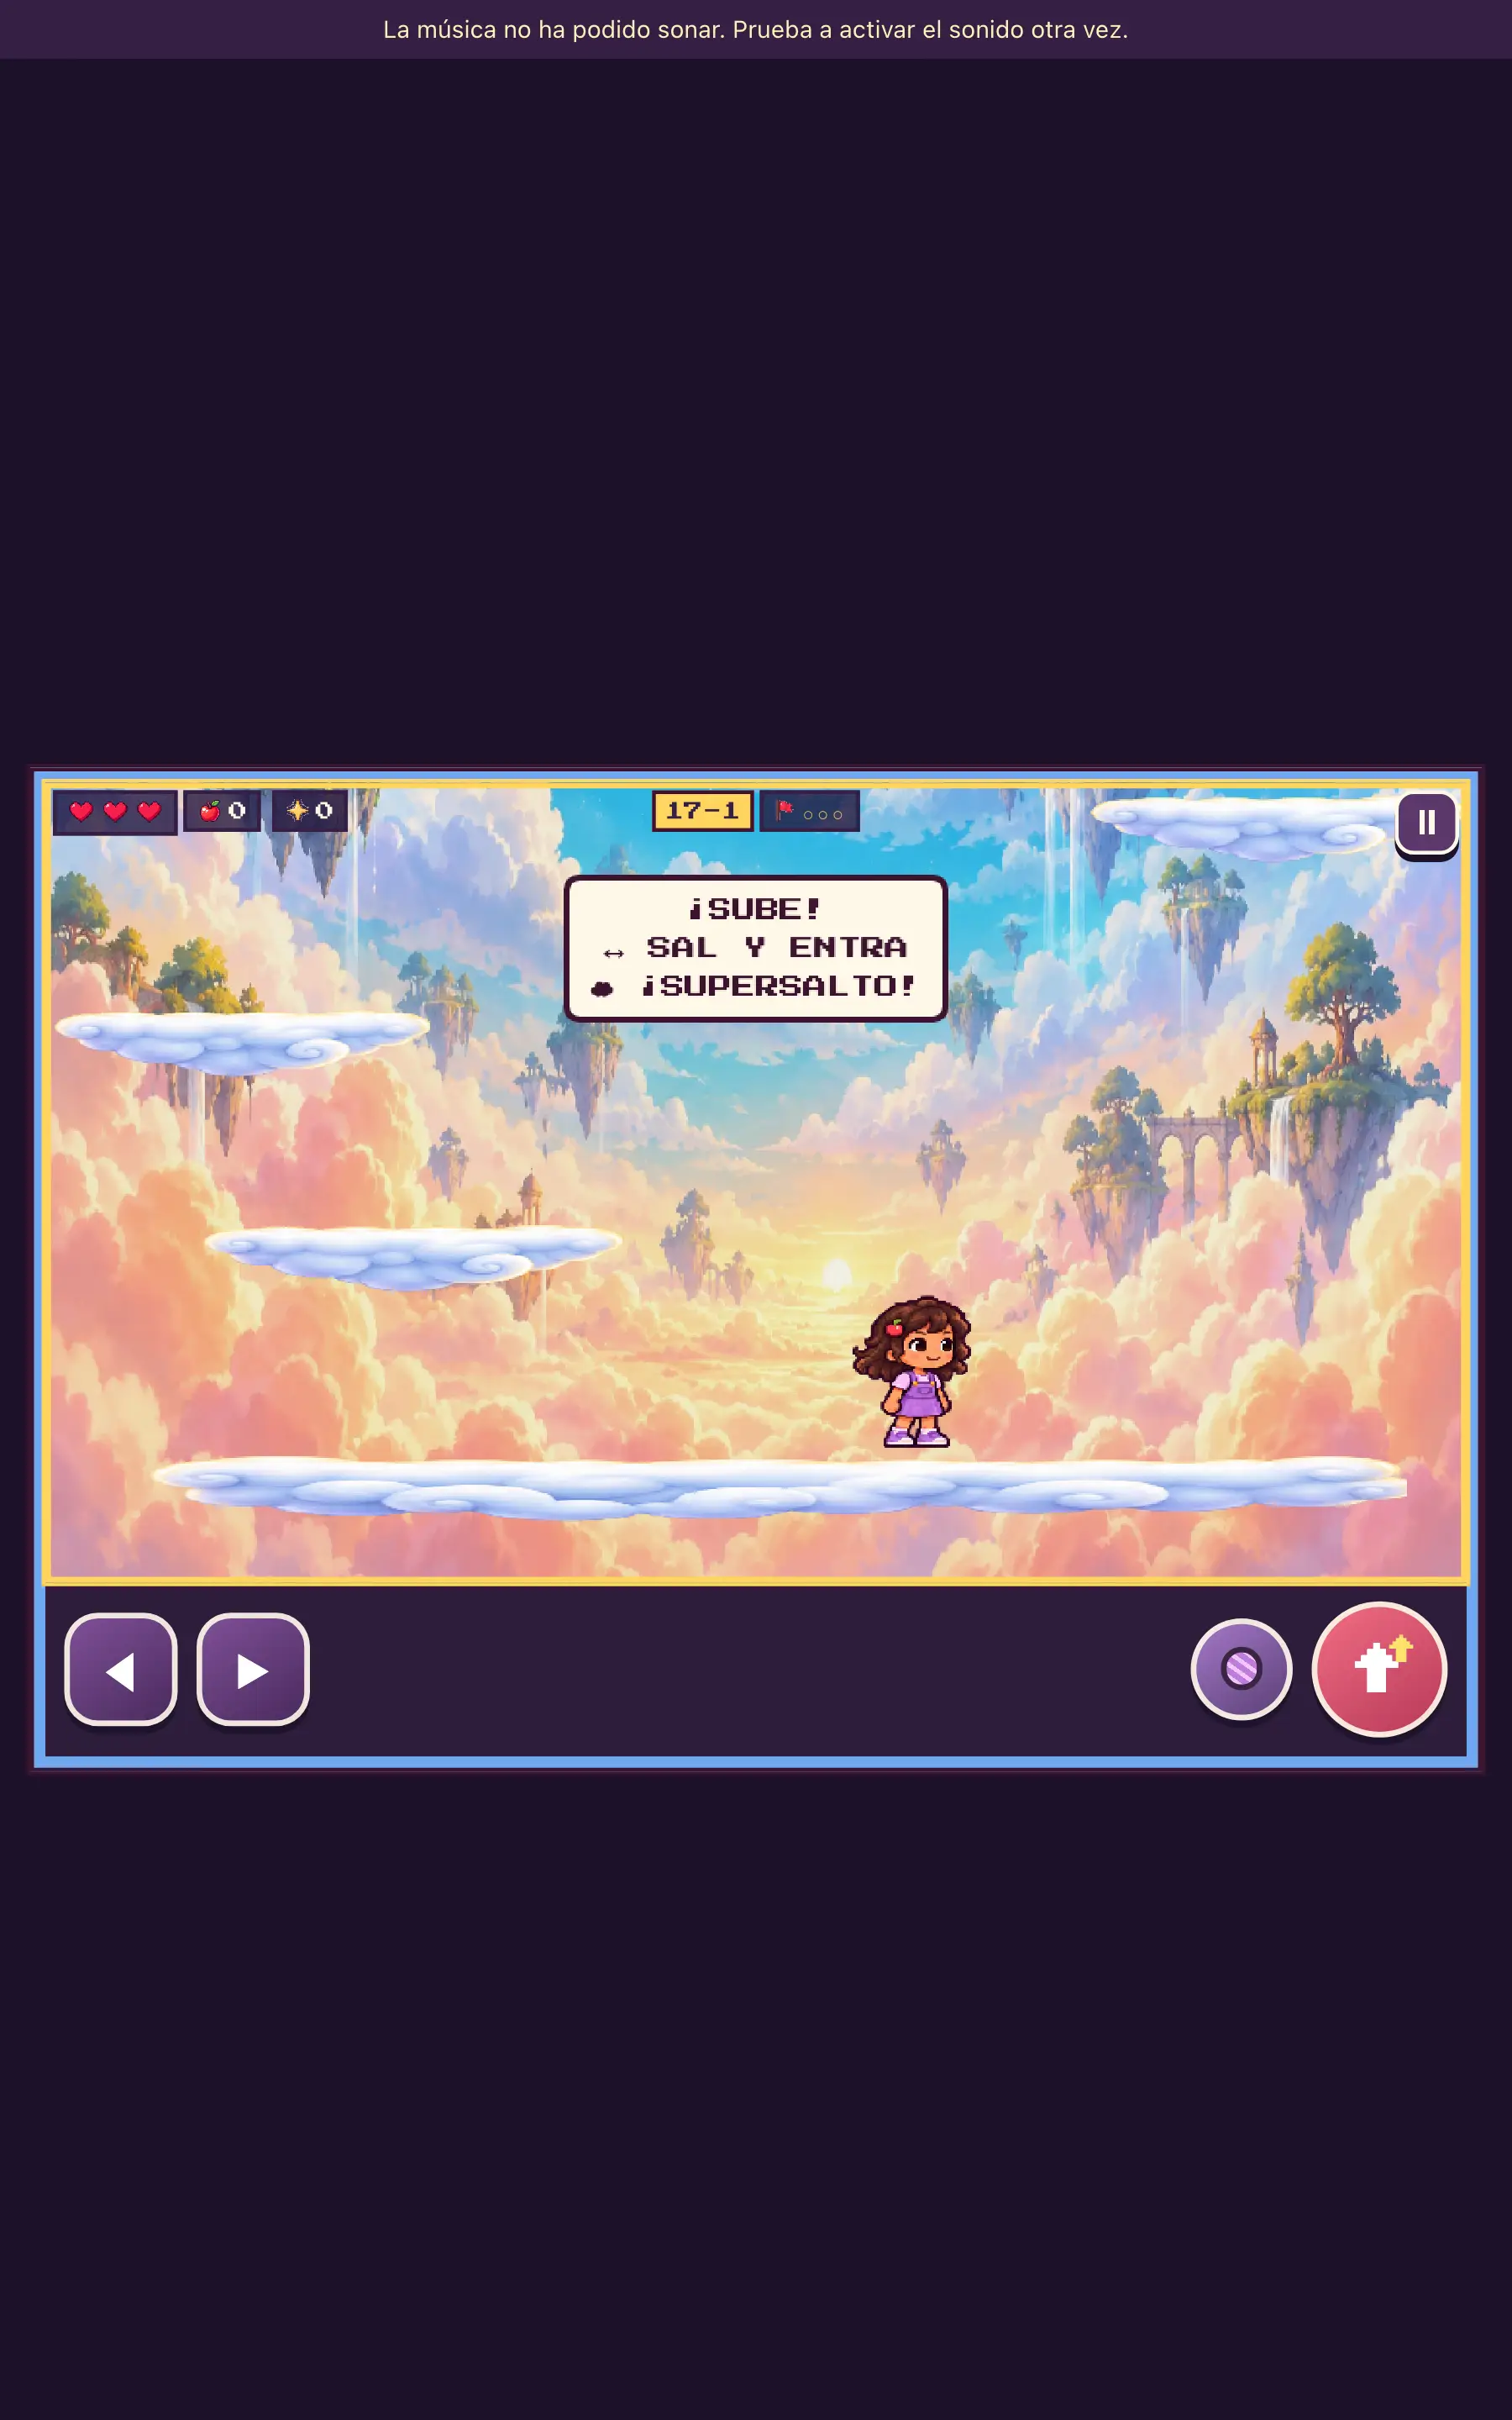 La música no ha podido sonar. Prueba a activar el sonido otra vez.
0 0 17-1
¡SUBE!
↔ SAL Y ENTRA
¡SUPERSALTO!